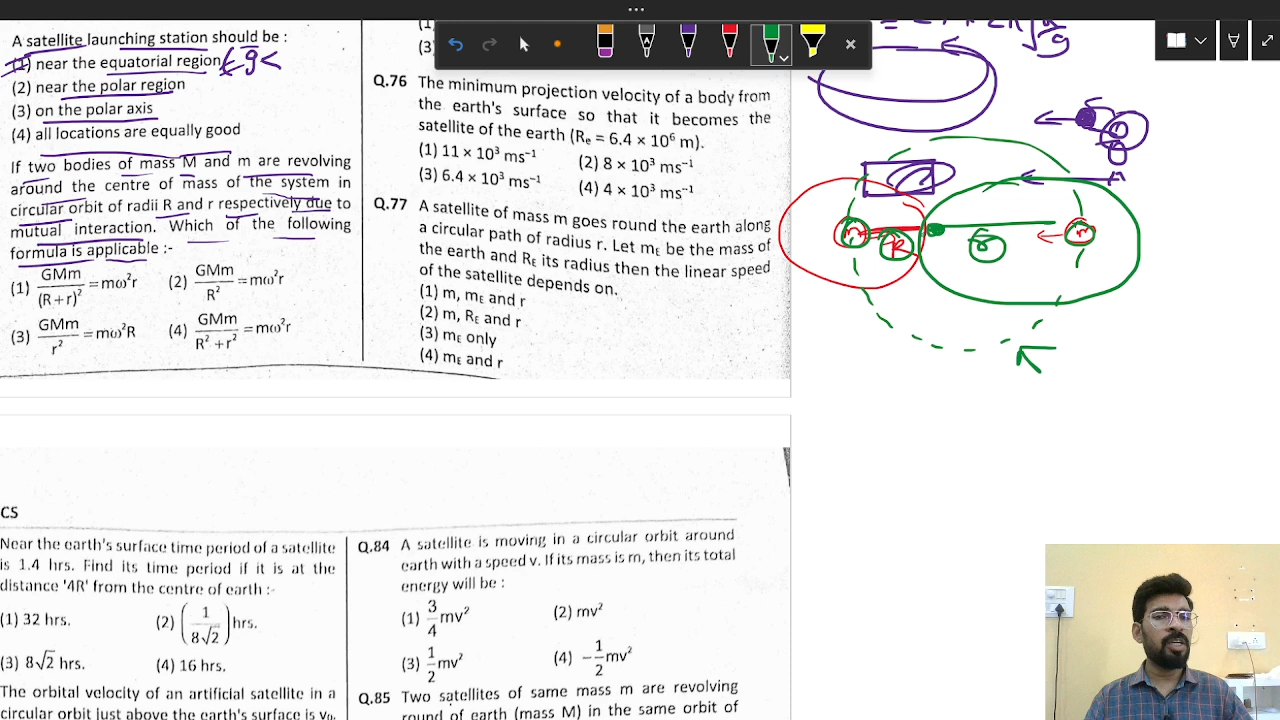 A satellite launching station should be :
(1) near the equatorial region ← g <
(2) near the polar region
(3) on the polar axis
(4) all locations are equally good
If two bodies of mass M and m are revolving
around the centre of mass of the system in
circular orbit of radii R and r respectively due to
mutual interaction. Which of the following
formula is applicable :-
(1) GMm/(R+r)² = mω²r (2) GMm/R² = mω²r
(3) GMm/r² = mω²R (4) GMm/R²+r² = mω²r
(1)
(3)
Q.76 The minimum projection velocity of a body from
the earth's surface so that it becomes the
satellite of the earth (Rₑ = 6.4 × 10⁶ m).
(1) 11 × 10³ ms⁻¹ (2) 8 × 10³ ms⁻¹
(3) 6.4 × 10³ ms⁻¹ (4) 4 × 10³ ms⁻¹
Q.77 A satellite of mass m goes round the earth along
a circular path of radius r. Let mE be the mass of
the earth and RE its radius then the linear speed
of the satellite depends on.
(1) m, mE and r
(2) m, RE and r
(3) mE only
(4) mE and r
R
r
m
CS
Near the earth's surface time period of a satellite
is 1.4 hrs. Find its time period if it is at the
distance '4R' from the centre of earth :-
(1) 32 hrs. (2) (1/8√2) hrs.
(3) 8√2 hrs. (4) 16 hrs.
The orbital velocity of an artificial satellite in a
circular orbit just above the earth's surface is v₀.
Q.84 A satellite is moving in a circular orbit around
earth with a speed v. If its mass is m, then its total
energy will be :
(1) 3/4 mv² (2) mv²
(3) 1/2 mv² (4) −1/2 mv²
Q.85 Two satellites of same mass m are revolving
round of earth (mass M) in the same orbit of